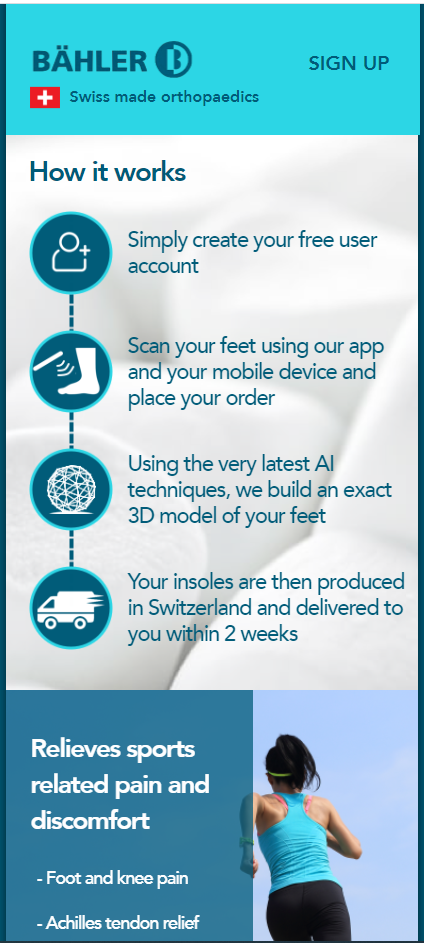 BÄHLER
SIGN UP
Swiss made orthopaedics
How it works
Simply create your free user
account
Scan your feet using our app
and your mobile device and
place your order
Using the very latest AI
techniques, we build an exact
3D model of your feet
Your insoles are then produced
in Switzerland and delivered to
you within 2 weeks
Relieves sports
related pain and
discomfort
- Foot and knee pain
- Achilles tendon relief